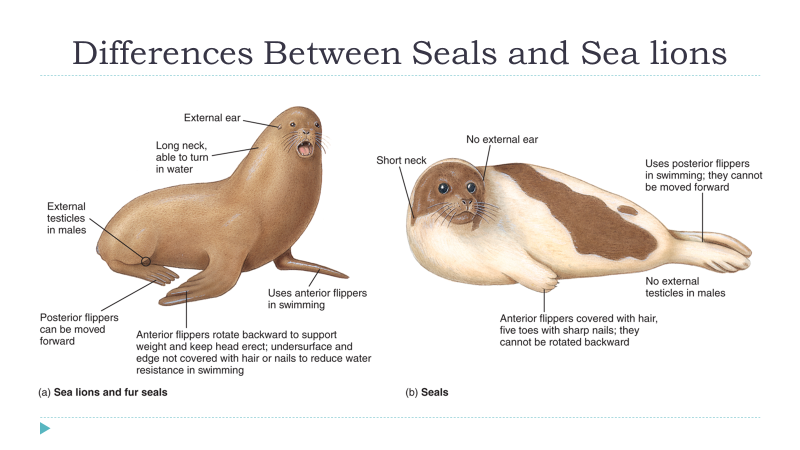 Differences Between Seals and Sea lions
External ear
Long neck,
able to turn
in water
External
testicles
in males
Posterior flippers
can be moved
forward
Anterior flippers rotate backward to support
weight and keep head erect; undersurface and
edge not covered with hair or nails to reduce water
resistance in swimming
Uses anterior flippers
in swimming
(a) Sea lions and fur seals
No external ear
Short neck
Uses posterior flippers
in swimming; they cannot
be moved forward
No external
testicles in males
Anterior flippers covered with hair,
five toes with sharp nails; they
cannot be rotated backward
(b) Seals